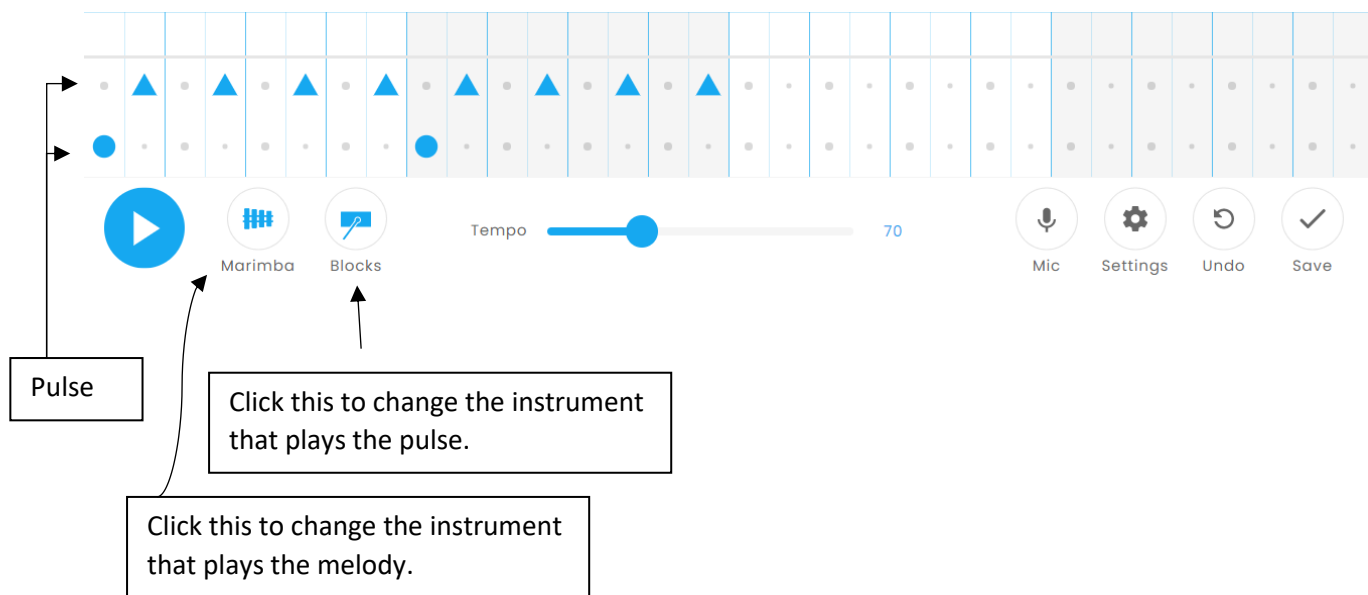 Tempo
70
Marimba
Blocks
Mic
Settings
Undo
Save
Pulse
Click this to change the instrument
that plays the pulse.
Click this to change the instrument
that plays the melody.